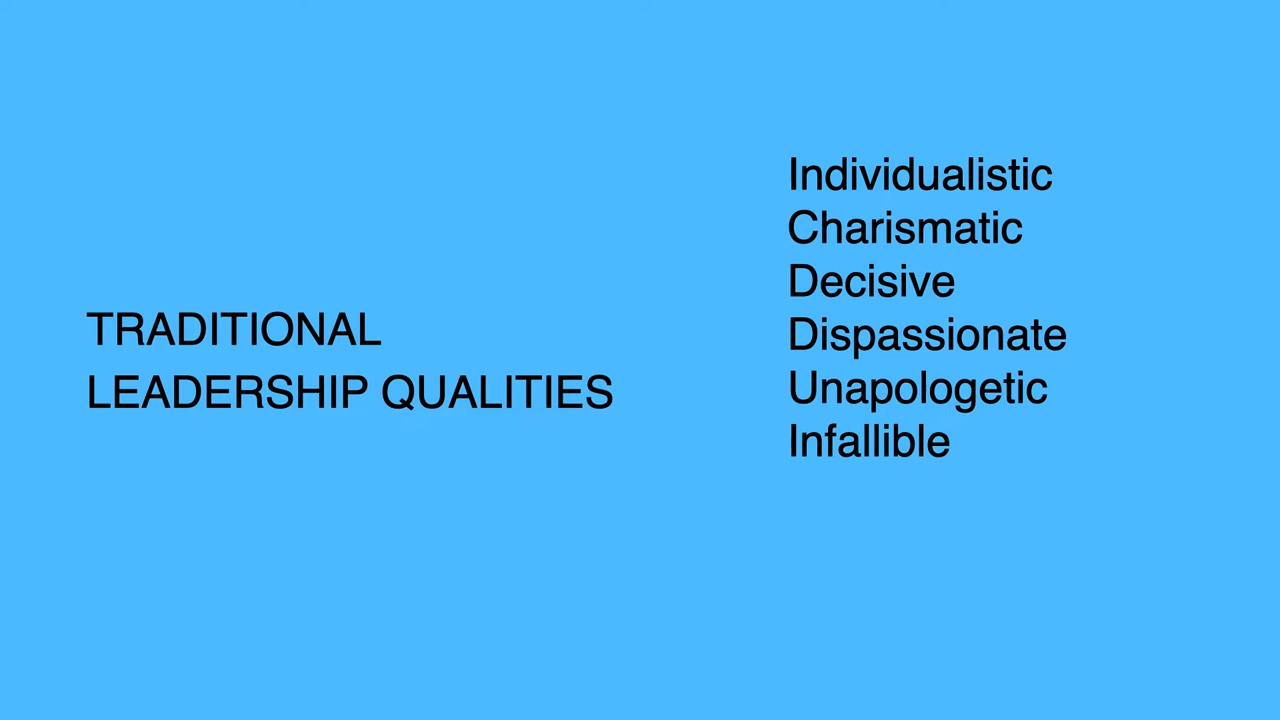 TRADITIONAL
LEADERSHIP QUALITIES
Individualistic
Charismatic
Decisive
Dispassionate
Unapologetic
Infallible